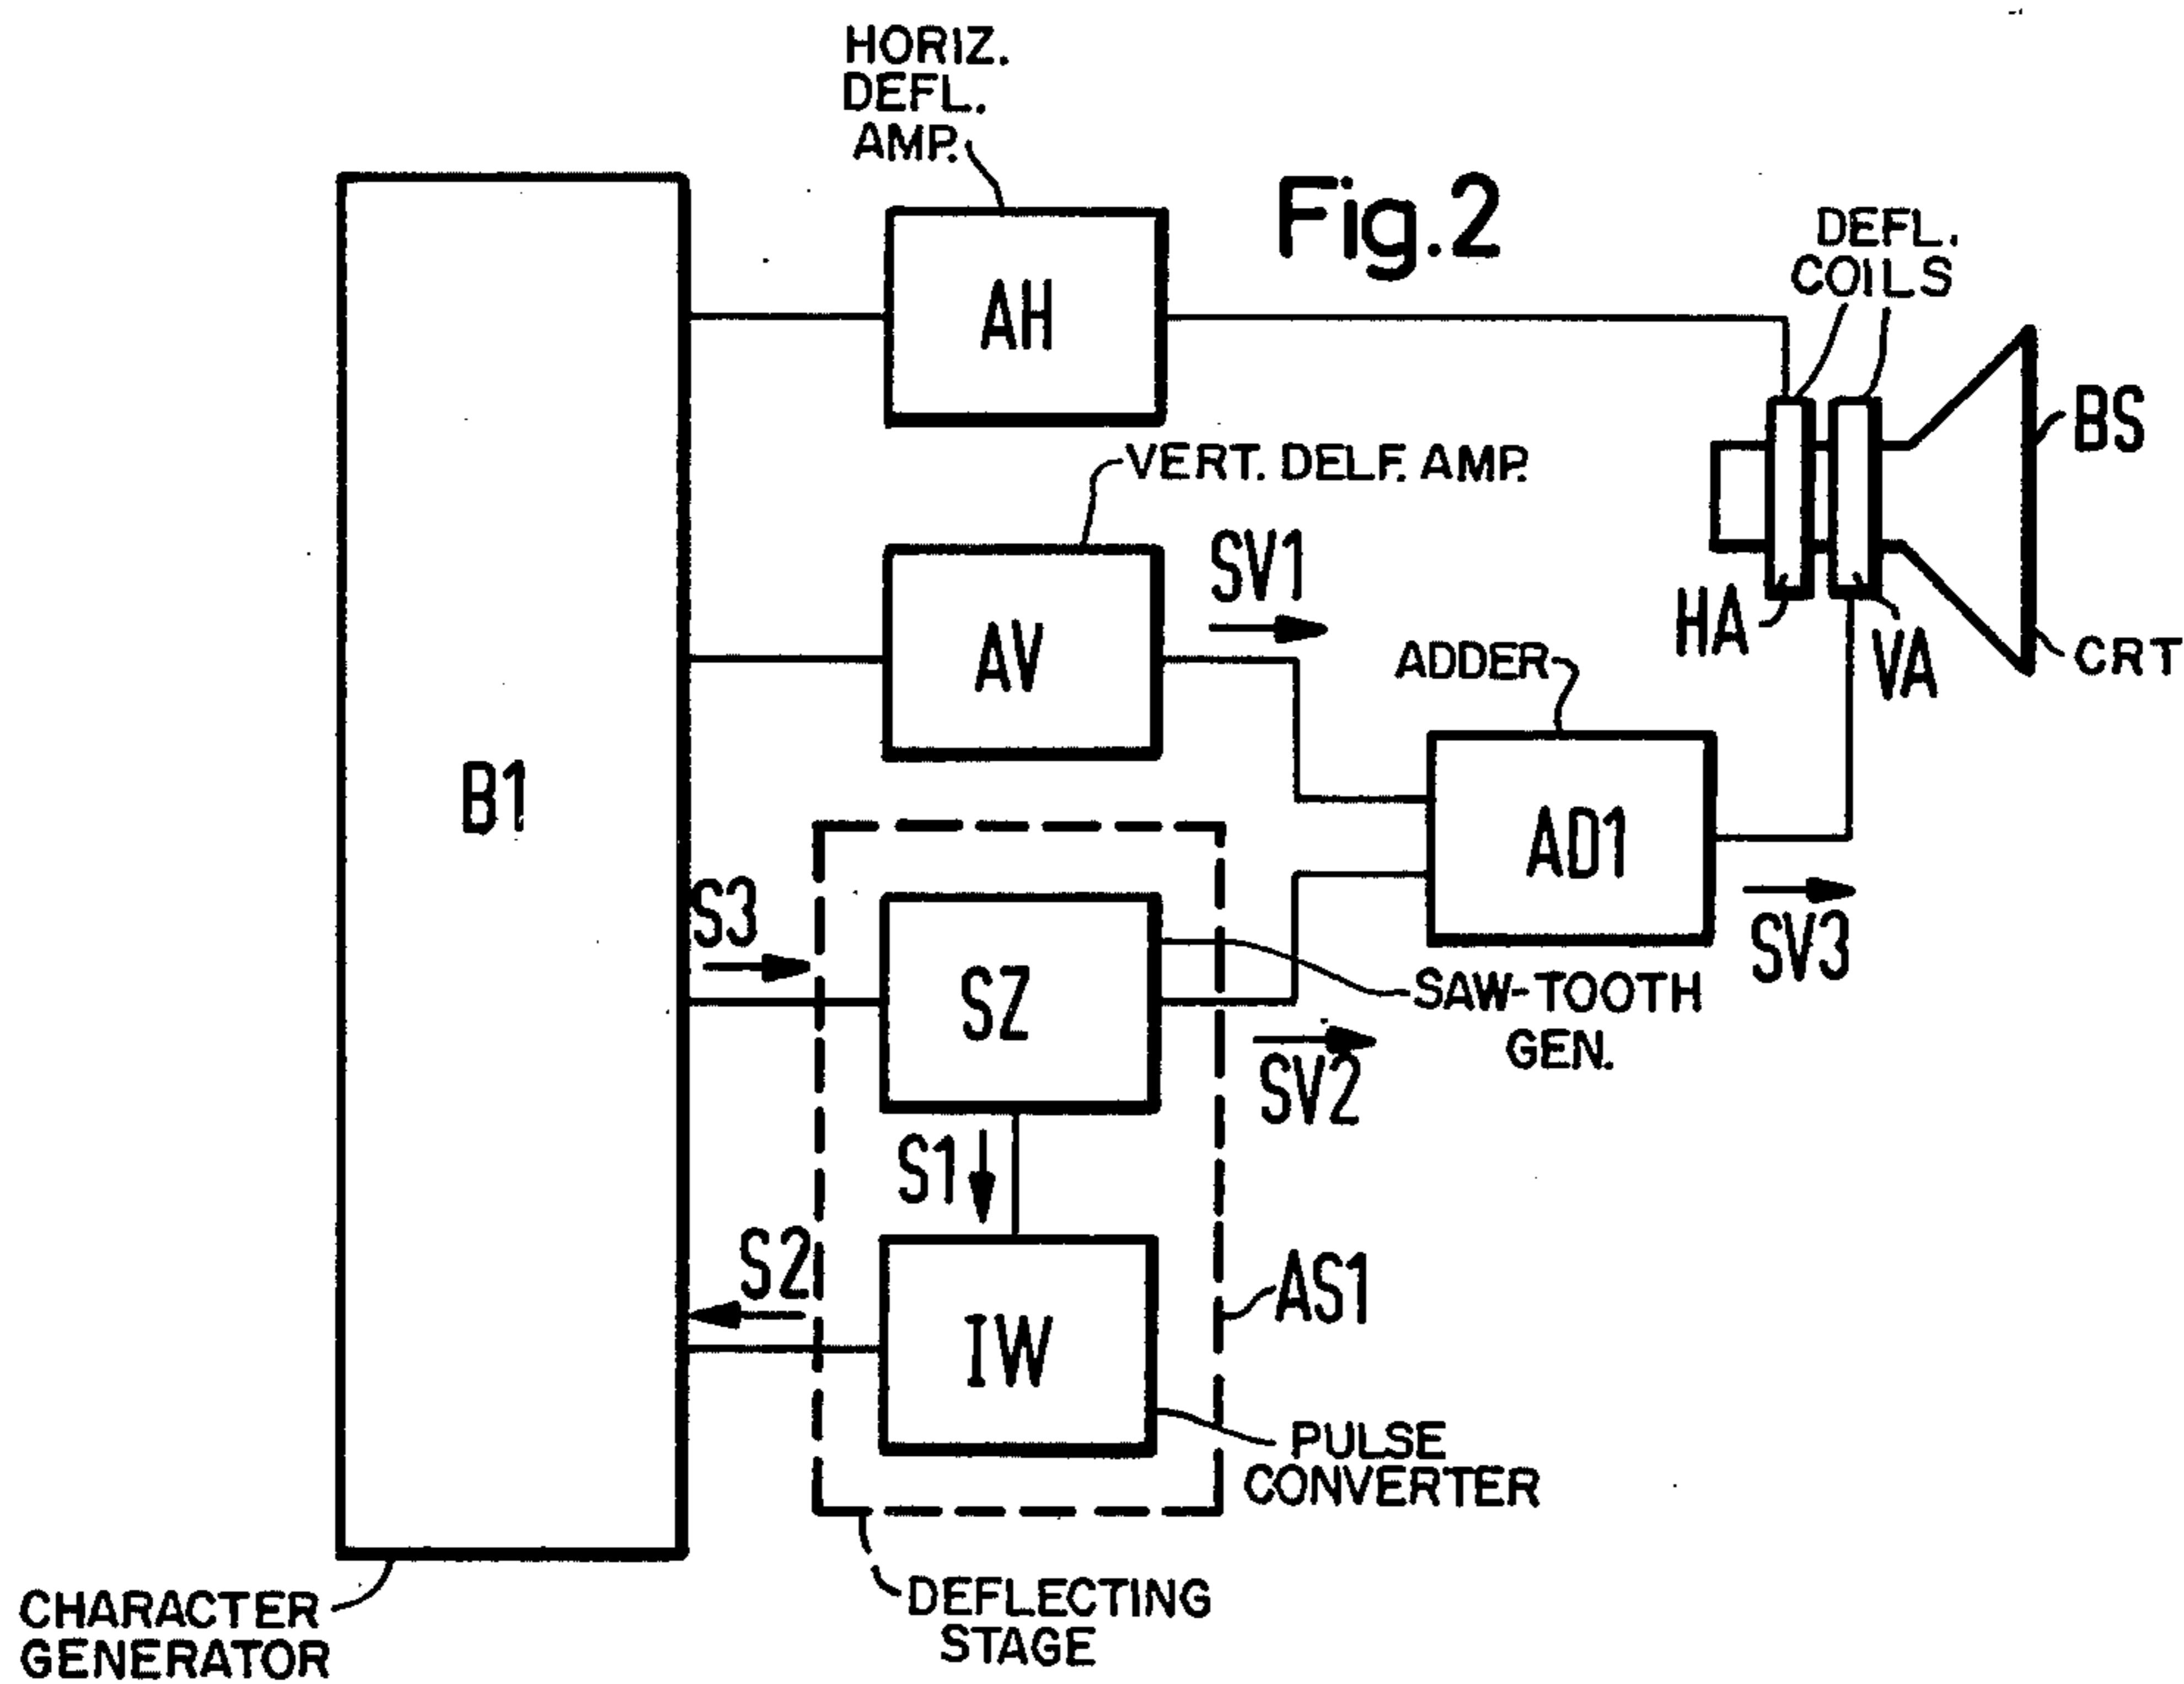 HORIZ.
DEFL.
AMP.
Fig.2
DEFL.
COILS
AH
BS
VERT. DELF. AMP.
SV1
HA
VA
CRT
AV
ADDER
B1
AD1
S3
SV3
SZ
SAW-TOOTH
GEN.
SV2
S1
S2
AS1
IW
PULSE
CONVERTER
DEFLECTING
STAGE
CHARACTER
GENERATOR